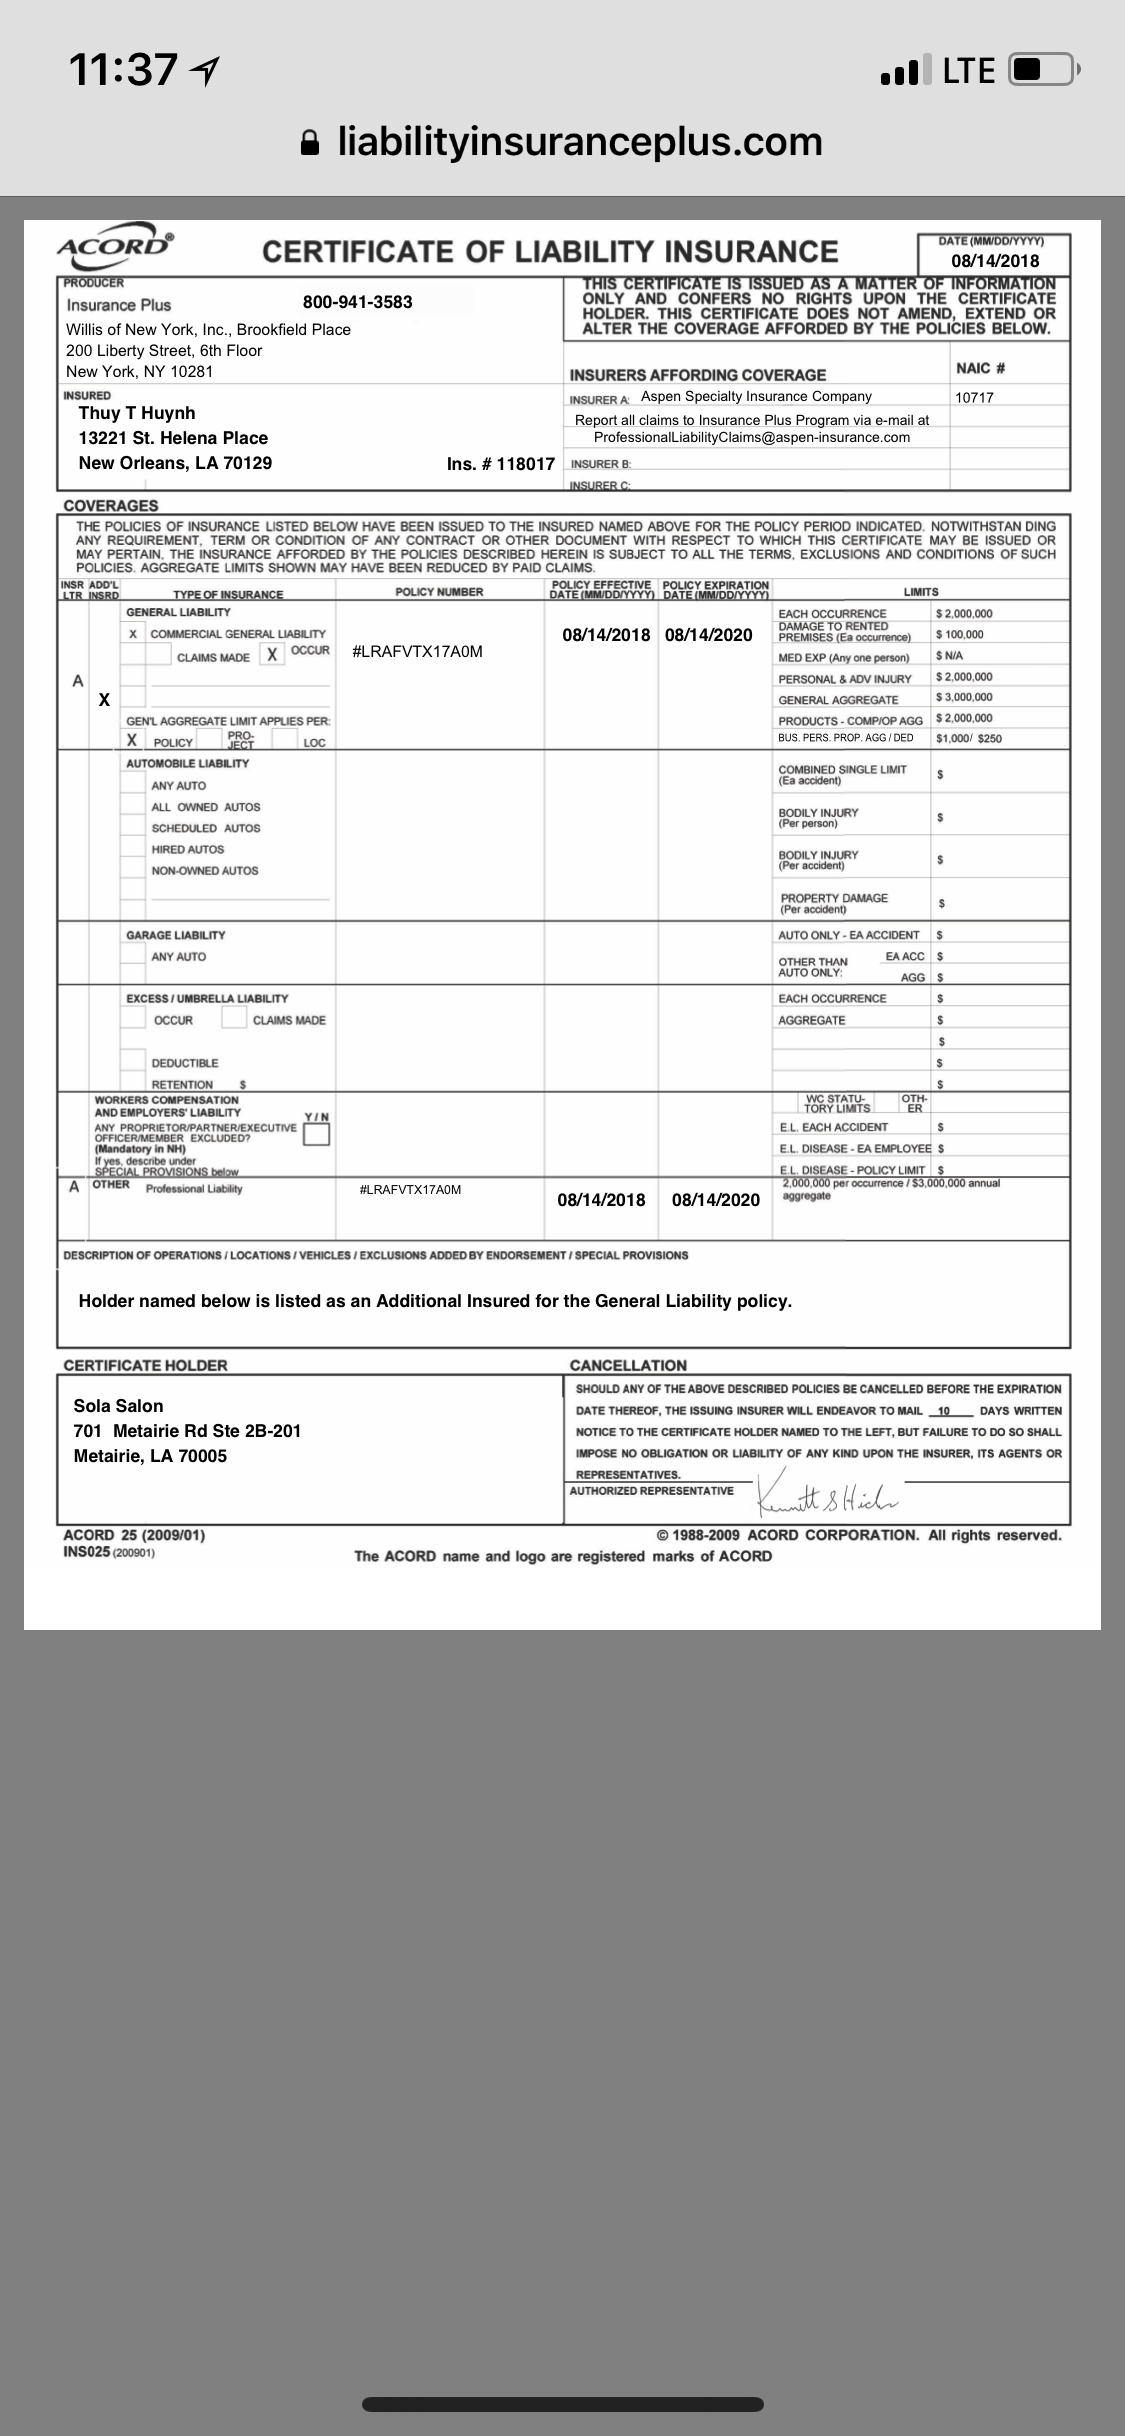 11:37
LTE
liabilityinsuranceplus.com
ACORD®
CERTIFICATE OF LIABILITY INSURANCE
DATE (MM/DD/YYYY)
08/14/2018
PRODUCER
Insurance Plus 800-941-3583
Willis of New York, Inc., Brookfield Place
200 Liberty Street, 6th Floor
New York, NY 10281
THIS CERTIFICATE IS ISSUED AS A MATTER OF INFORMATION
ONLY AND CONFERS NO RIGHTS UPON THE CERTIFICATE
HOLDER. THIS CERTIFICATE DOES NOT AMEND, EXTEND OR
ALTER THE COVERAGE AFFORDED BY THE POLICIES BELOW.
INSURERS AFFORDING COVERAGE NAIC #
INSURED
Thuy T Huynh
13221 St. Helena Place
New Orleans, LA 70129 Ins. # 118017
INSURER A: Aspen Specialty Insurance Company 10717
Report all claims to Insurance Plus Program via e-mail at
ProfessionalLiabilityClaims@aspen-insurance.com
INSURER B:
INSURER C:
COVERAGES
THE POLICIES OF INSURANCE LISTED BELOW HAVE BEEN ISSUED TO THE INSURED NAMED ABOVE FOR THE POLICY PERIOD INDICATED. NOTWITHSTAN DING
ANY REQUIREMENT, TERM OR CONDITION OF ANY CONTRACT OR OTHER DOCUMENT WITH RESPECT TO WHICH THIS CERTIFICATE MAY BE ISSUED OR
MAY PERTAIN, THE INSURANCE AFFORDED BY THE POLICIES DESCRIBED HEREIN IS SUBJECT TO ALL THE TERMS, EXCLUSIONS AND CONDITIONS OF SUCH
POLICIES. AGGREGATE LIMITS SHOWN MAY HAVE BEEN REDUCED BY PAID CLAIMS.
INSR LTR
ADD'L INSRD
TYPE OF INSURANCE
POLICY NUMBER
POLICY EFFECTIVE DATE (MM/DD/YYYY)
POLICY EXPIRATION DATE (MM/DD/YYYY)
LIMITS
A
X
GENERAL LIABILITY
X COMMERCIAL GENERAL LIABILITY
CLAIMS MADE X OCCUR
GEN'L AGGREGATE LIMIT APPLIES PER:
X POLICY PRO-JECT LOC
#LRAFVTX17A0M
08/14/2018 08/14/2020
EACH OCCURRENCE $ 2,000,000
DAMAGE TO RENTED
PREMISES (Ea occurrence) $ 100,000
MED EXP (Any one person) $ N/A
PERSONAL & ADV INJURY $ 2,000,000
GENERAL AGGREGATE $ 3,000,000
PRODUCTS - COMP/OP AGG $ 2,000,000
BUS. PERS. PROP. AGG / DED $1,000/ $250
AUTOMOBILE LIABILITY
ANY AUTO
ALL OWNED AUTOS
SCHEDULED AUTOS
HIRED AUTOS
NON-OWNED AUTOS
COMBINED SINGLE LIMIT
(Ea accident) $
BODILY INJURY
(Per person) $
BODILY INJURY
(Per accident) $
PROPERTY DAMAGE
(Per accident) $
GARAGE LIABILITY
ANY AUTO
AUTO ONLY - EA ACCIDENT $
OTHER THAN
AUTO ONLY:
EA ACC $
AGG $
EXCESS / UMBRELLA LIABILITY
OCCUR CLAIMS MADE
DEDUCTIBLE
RETENTION $
EACH OCCURRENCE $
AGGREGATE $
$
$
$
WORKERS COMPENSATION
AND EMPLOYERS' LIABILITY
Y / N
ANY PROPRIETOR/PARTNER/EXECUTIVE
OFFICER/MEMBER EXCLUDED?
(Mandatory in NH)
If yes, describe under
SPECIAL PROVISIONS below
WC STATU-
TORY LIMITS
OTH-
ER
E.L. EACH ACCIDENT $
E.L. DISEASE - EA EMPLOYEE $
E.L. DISEASE - POLICY LIMIT $
A OTHER Professional Liability #LRAFVTX17A0M 08/14/2018 08/14/2020
2,000,000 per occurrence / $3,000,000 annual
aggregate
DESCRIPTION OF OPERATIONS / LOCATIONS / VEHICLES / EXCLUSIONS ADDED BY ENDORSEMENT / SPECIAL PROVISIONS
Holder named below is listed as an Additional Insured for the General Liability policy.
CERTIFICATE HOLDER
Sola Salon
701 Metairie Rd Ste 2B-201
Metairie, LA 70005
CANCELLATION
SHOULD ANY OF THE ABOVE DESCRIBED POLICIES BE CANCELLED BEFORE THE EXPIRATION
DATE THEREOF, THE ISSUING INSURER WILL ENDEAVOR TO MAIL 10 DAYS WRITTEN
NOTICE TO THE CERTIFICATE HOLDER NAMED TO THE LEFT, BUT FAILURE TO DO SO SHALL
IMPOSE NO OBLIGATION OR LIABILITY OF ANY KIND UPON THE INSURER, ITS AGENTS OR
REPRESENTATIVES.
AUTHORIZED REPRESENTATIVE
ACORD 25 (2009/01)
© 1988-2009 ACORD CORPORATION. All rights reserved.
INS025 (200901)
The ACORD name and logo are registered marks of ACORD